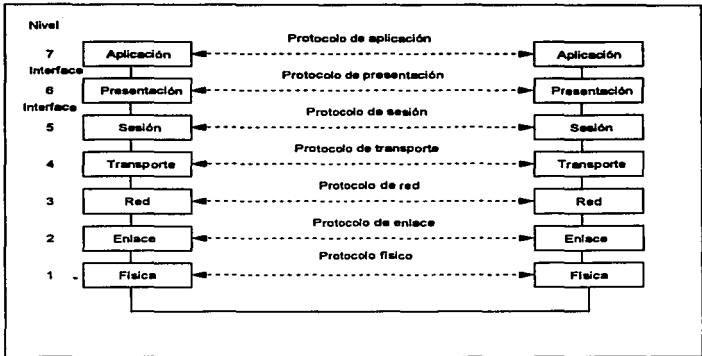 Nivel
Protocolo de aplicación
7 Aplicación Aplicación
Interface
Protocolo de presentación
6 Presentación Presentación
Interface
Protocolo de sesión
5 Sesión Sesión
Protocolo de transporte
4 Transporte Transporte
Protocolo de red
3 Red Red
Protocolo de enlace
2 Enlace Enlace
Protocolo físico
1 Física Física